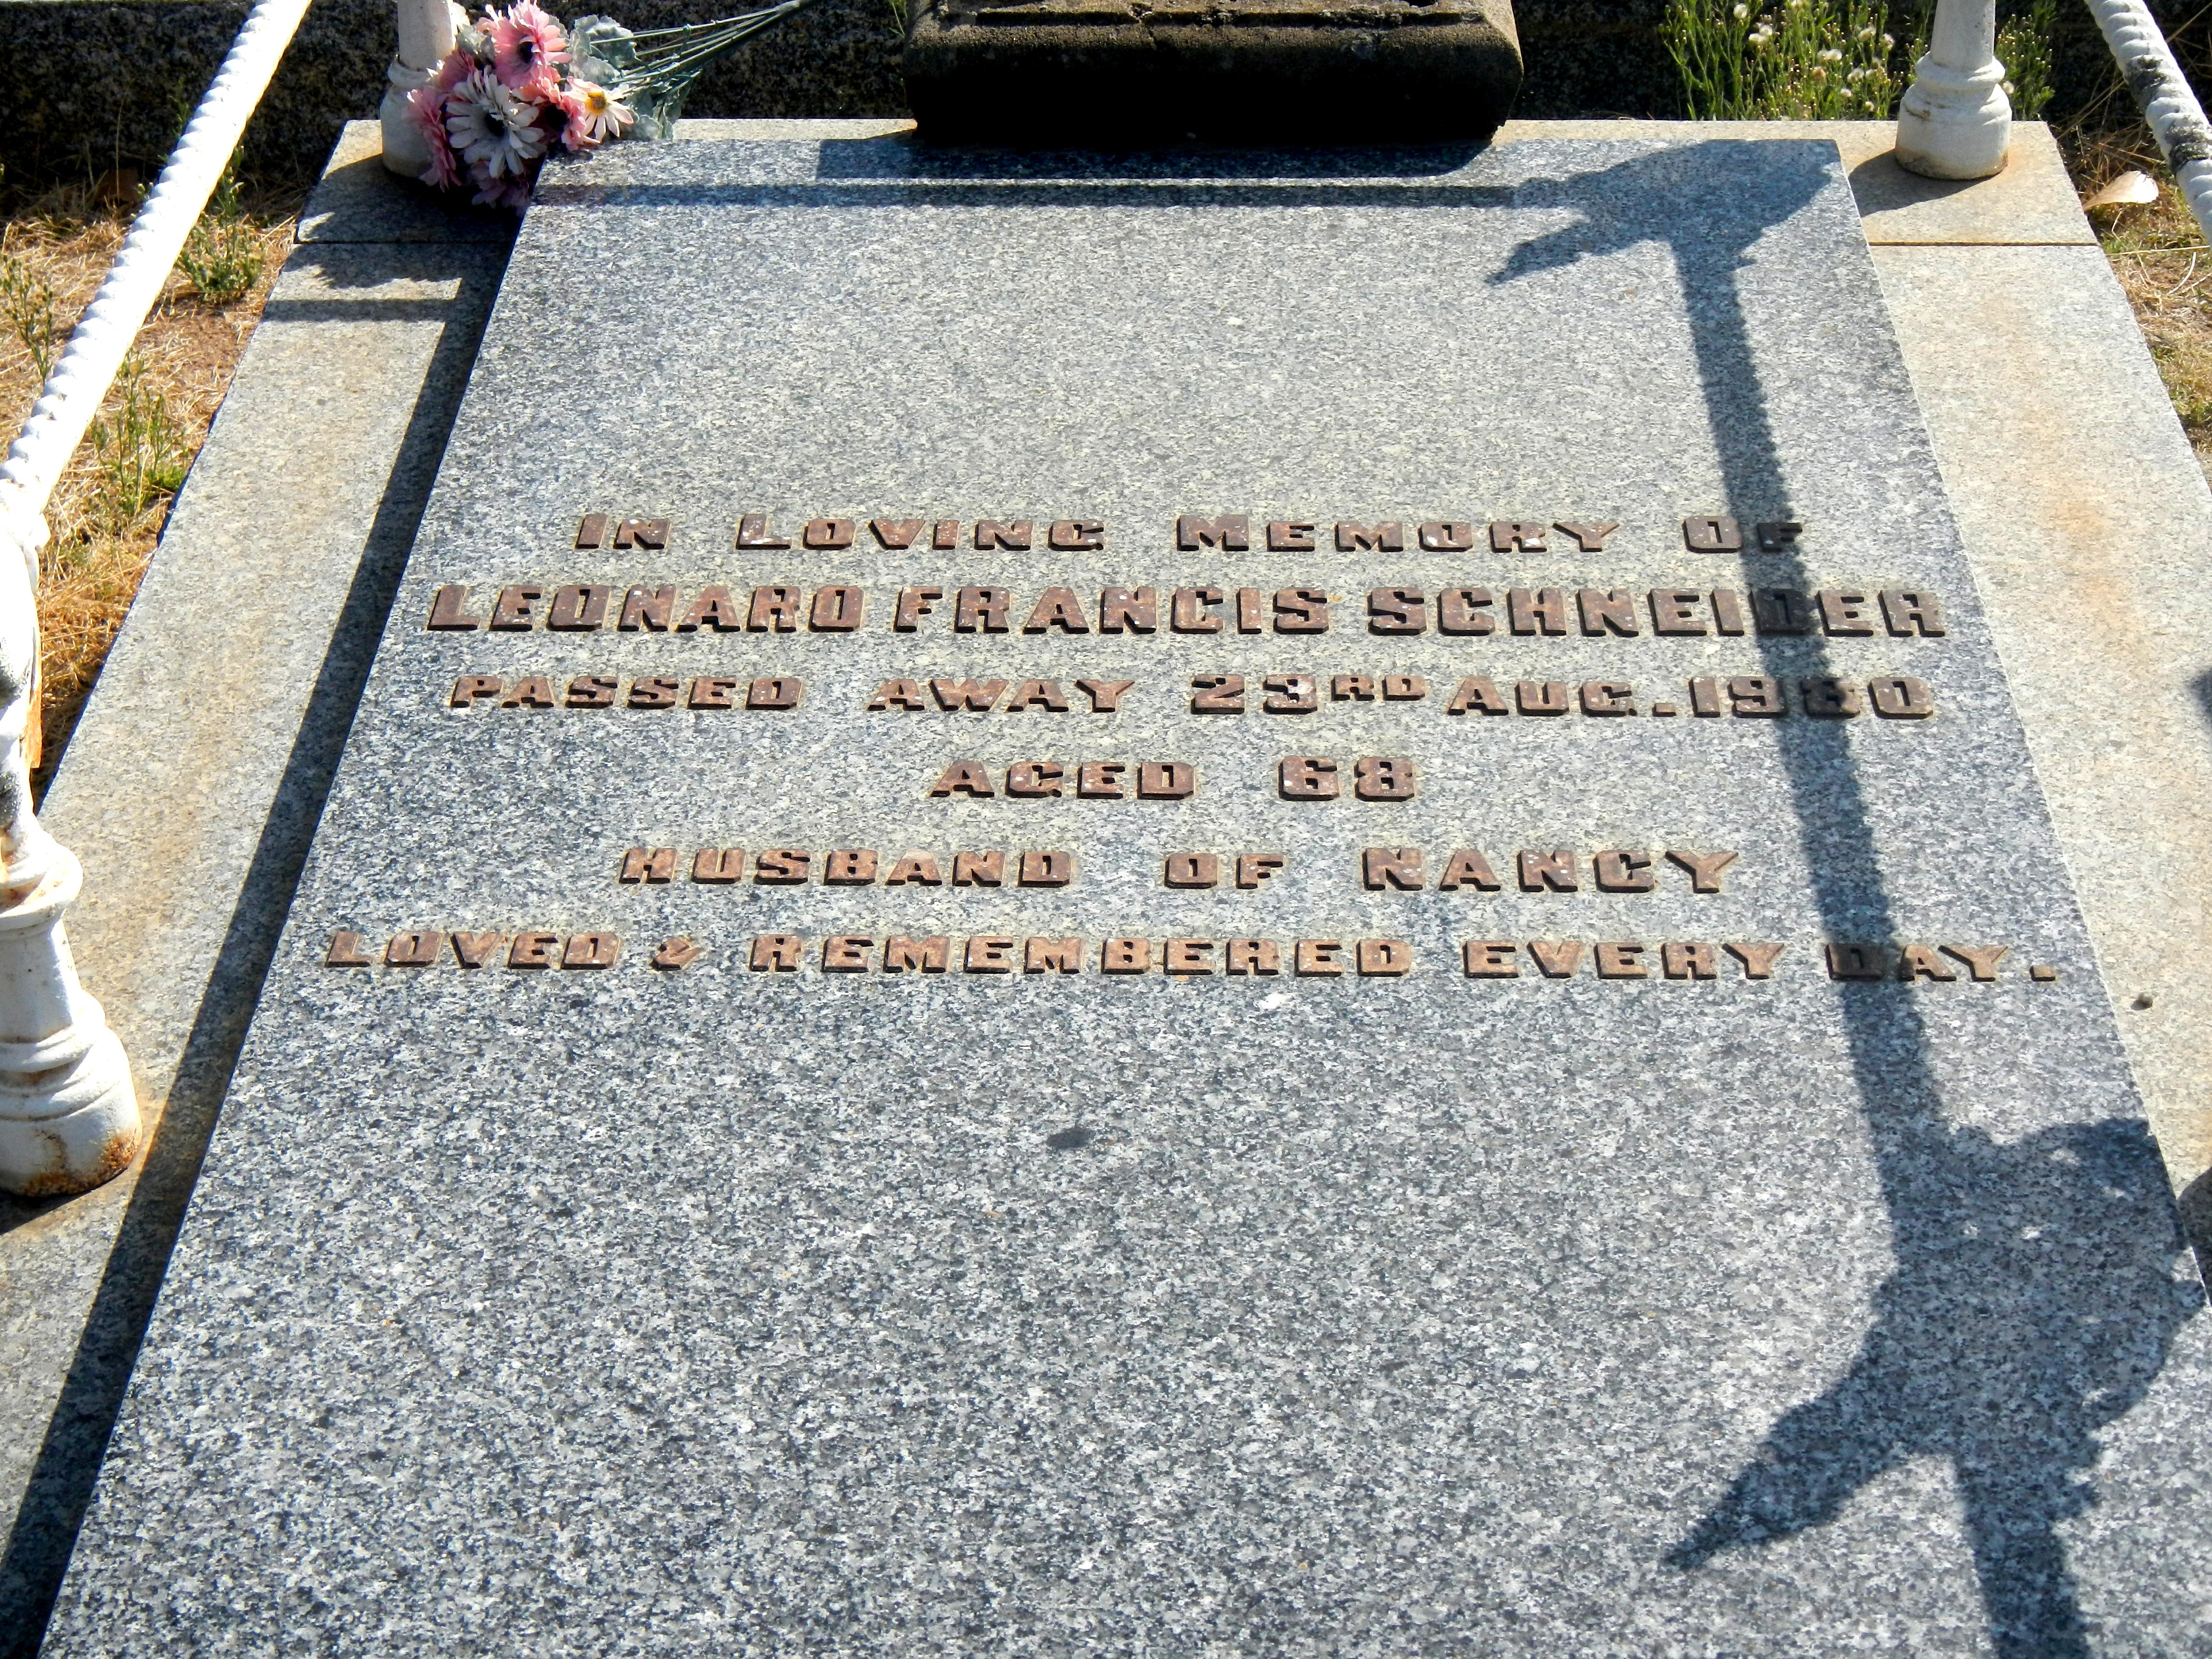 In Loving Memory Of
LEONARD FRANCIS SCHNEIDER
PASSED AWAY 23RD AUG. 1980
AGED 68
HUSBAND OF NANCY
LOVED & REMEMBERED EVERY DAY.